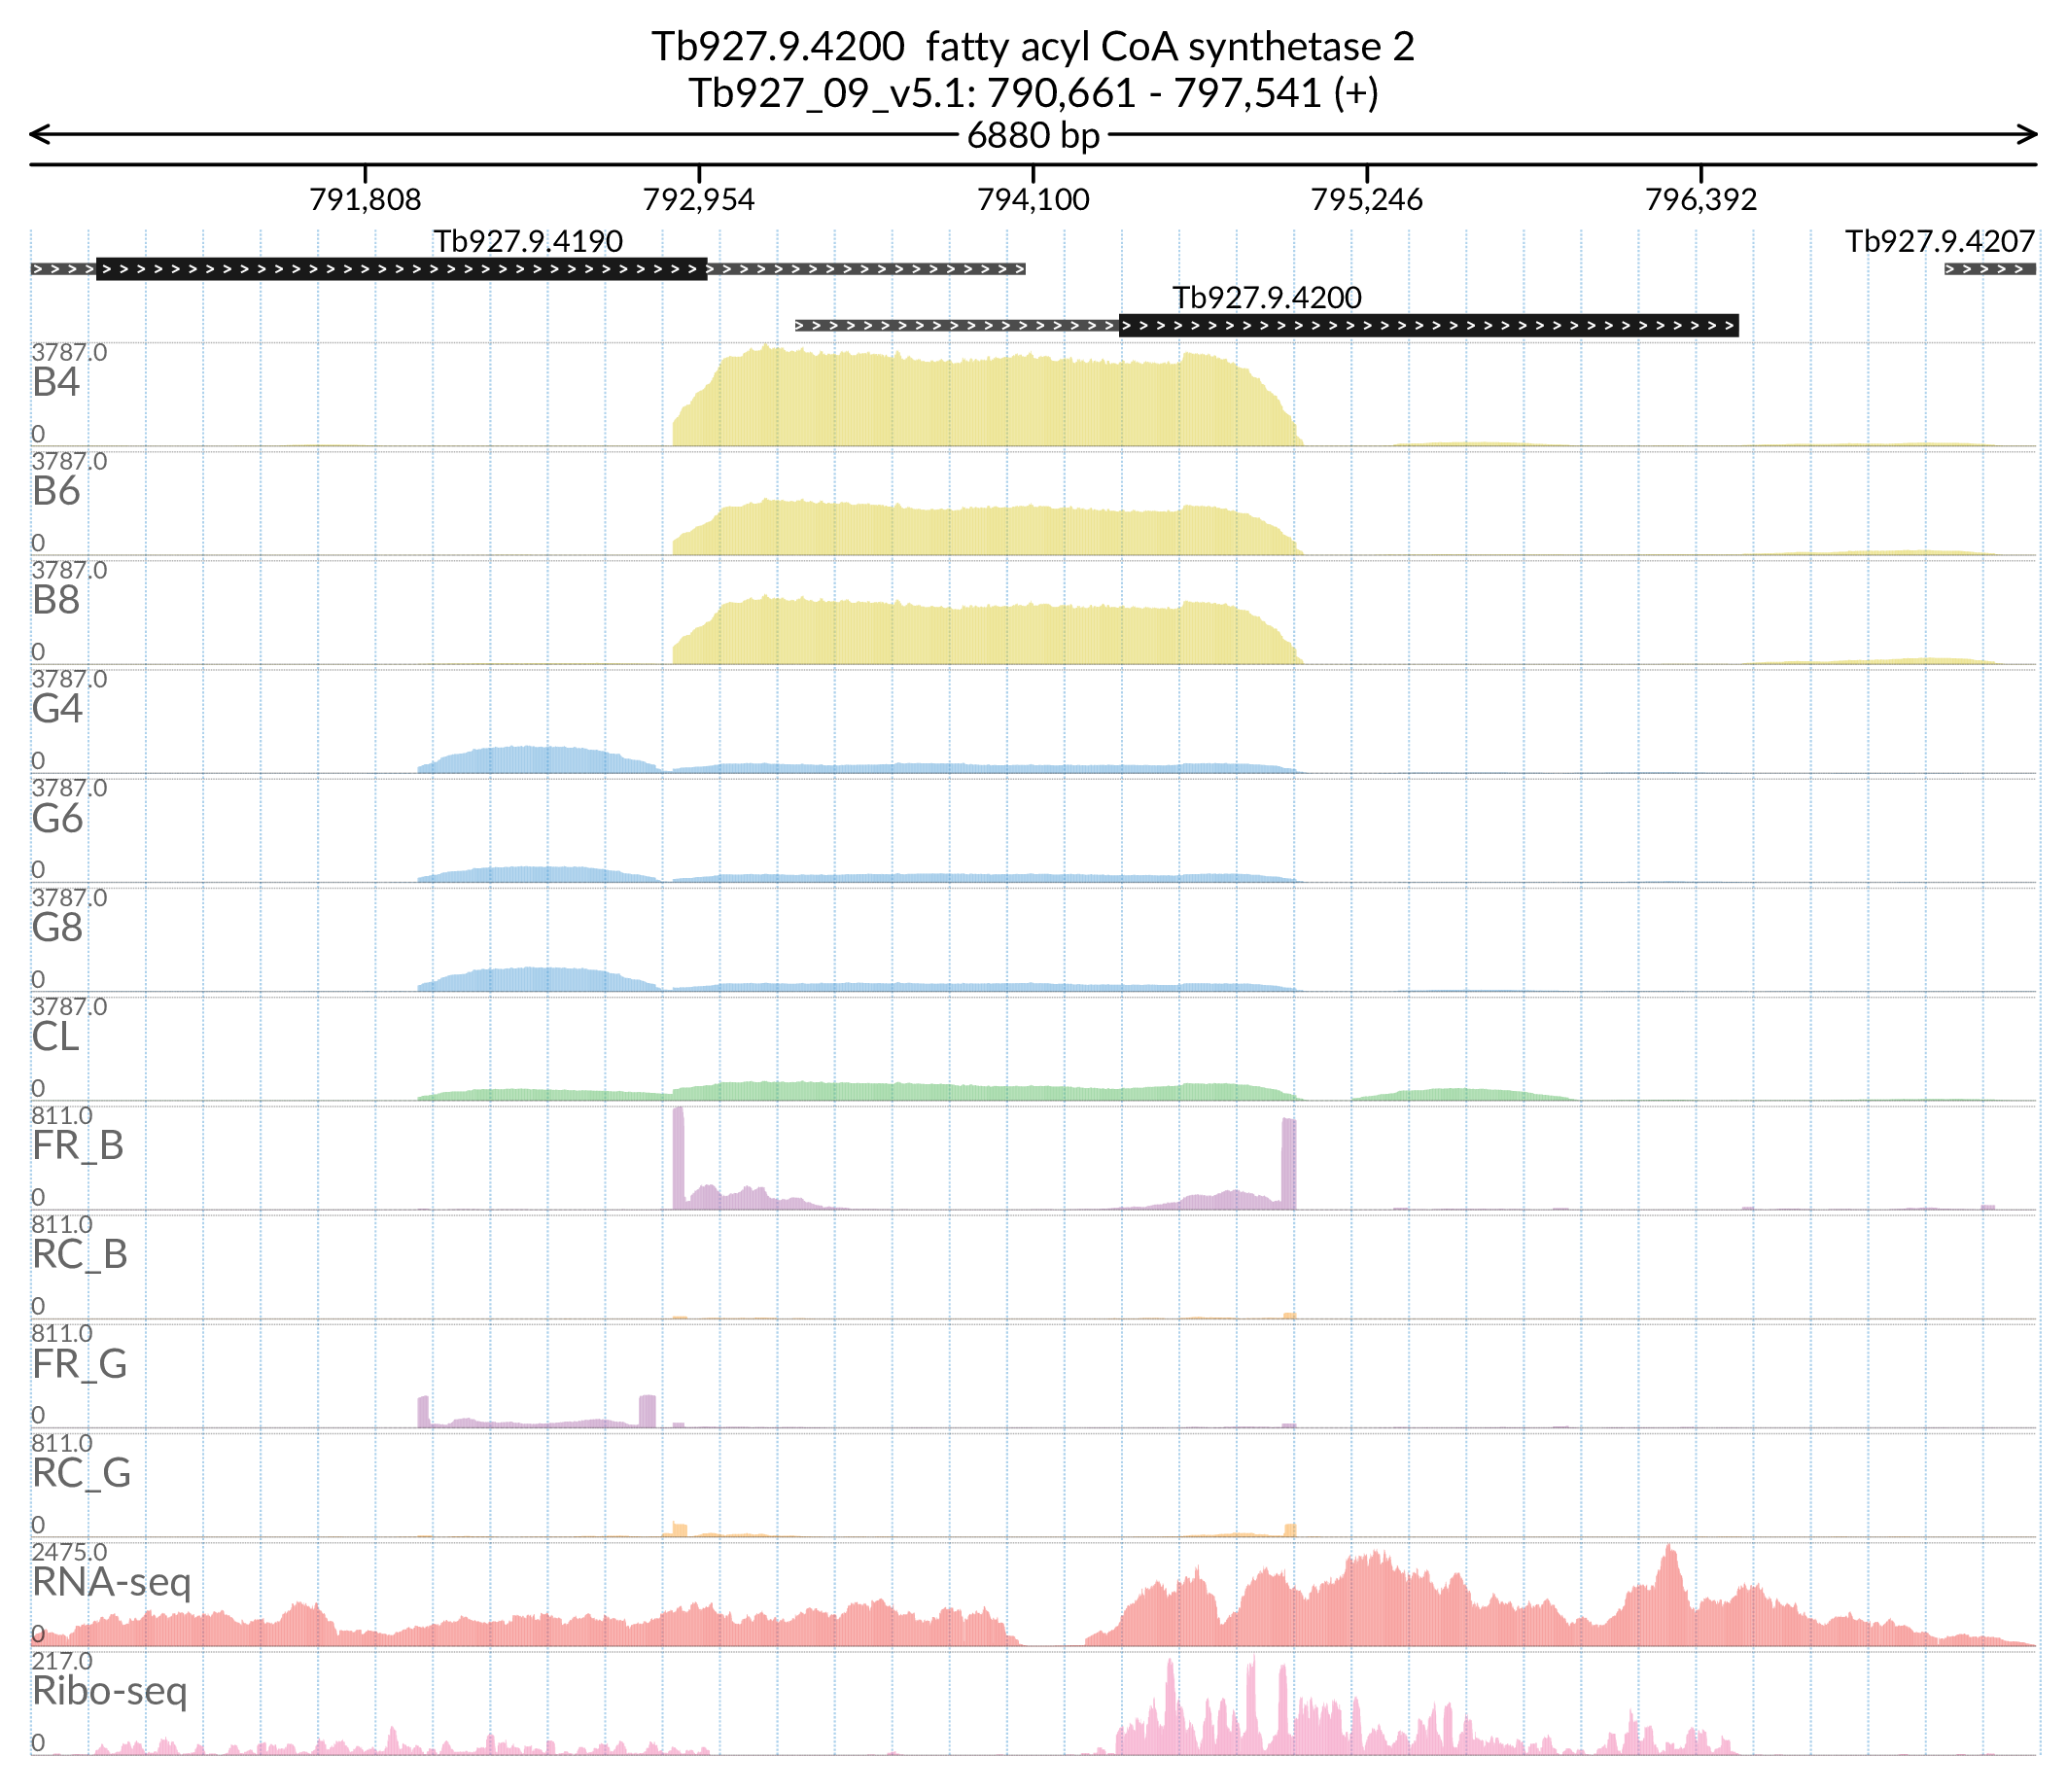 Tb927.9.4200 fatty acyl CoA synthetase 2
Tb927_09_v5.1: 790,661 - 797,541 (+)
6880 bp
791,808 792,954 794,100 795,246 796,392
Tb927.9.4190 Tb927.9.4207
Tb927.9.4200
3787.0
B4
0
3787.0
B6
0
3787.0
B8
0
3787.0
G4
0
3787.0
G6
0
3787.0
G8
0
3787.0
CL
0
811.0
FR_B
0
811.0
RC_B
0
811.0
FR_G
0
811.0
RC_G
0
2475.0
RNA-seq
0
217.0
Ribo-seq
0